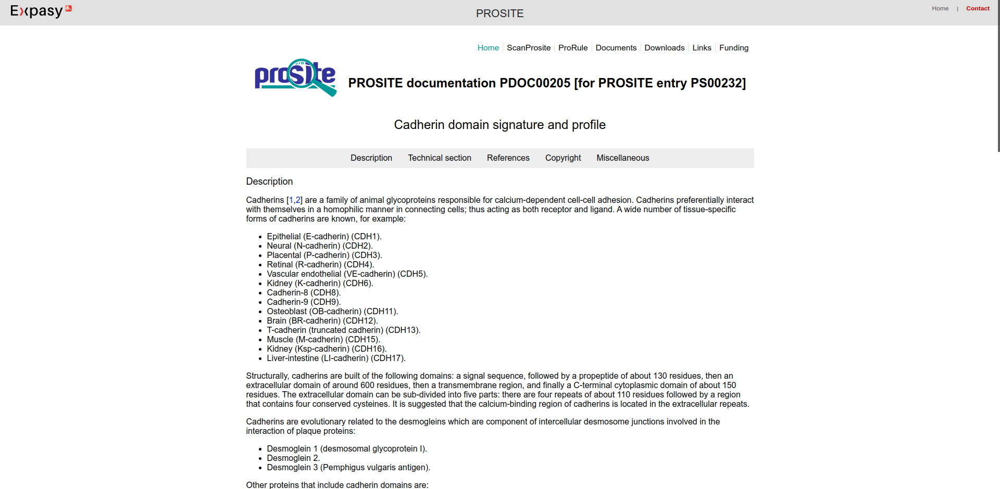 Expasy
PROSITE
Home | Contact
Home ScanProsite ProRule Documents Downloads Links Funding
SIB
prosite
PROSITE documentation PDOC00205 [for PROSITE entry PS00232]
Cadherin domain signature and profile
Description Technical section References Copyright Miscellaneous
Description
Cadherins [1,2] are a family of animal glycoproteins responsible for calcium-dependent cell-cell adhesion. Cadherins preferentially interact
with themselves in a homophilic manner in connecting cells; thus acting as both receptor and ligand. A wide number of tissue-specific
forms of cadherins are known, for example:
• Epithelial (E-cadherin) (CDH1).
• Neural (N-cadherin) (CDH2).
• Placental (P-cadherin) (CDH3).
• Retinal (R-cadherin) (CDH4).
• Vascular endothelial (VE-cadherin) (CDH5).
• Kidney (K-cadherin) (CDH6).
• Cadherin-8 (CDH8).
• Cadherin-9 (CDH9).
• Osteoblast (OB-cadherin) (CDH11).
• Brain (BR-cadherin) (CDH12).
• T-cadherin (truncated cadherin) (CDH13).
• Muscle (M-cadherin) (CDH15).
• Kidney (Ksp-cadherin) (CDH16).
• Liver-intestine (LI-cadherin) (CDH17).
Structurally, cadherins are built of the following domains: a signal sequence, followed by a propeptide of about 130 residues, then an
extracellular domain of around 600 residues, then a transmembrane region, and finally a C-terminal cytoplasmic domain of about 150
residues. The extracellular domain can be sub-divided into five parts: there are four repeats of about 110 residues followed by a region
that contains four conserved cysteines. It is suggested that the calcium-binding region of cadherins is located in the extracellular repeats.
Cadherins are evolutionary related to the desmogleins which are component of intercellular desmosome junctions involved in the
interaction of plaque proteins:
• Desmoglein 1 (desmosomal glycoprotein I).
• Desmoglein 2.
• Desmoglein 3 (Pemphigus vulgaris antigen).
Other proteins that include cadherin domains are: